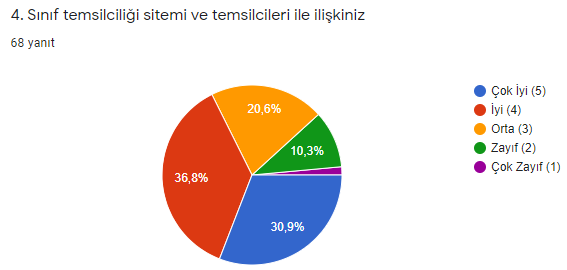 4. Sınıf temsilciliği sitemi ve temsilcileri ile ilişkiniz
68 yanıt
20,6%
10,3%
36,8%
30,9%
Çok İyi (5)
İyi (4)
Orta (3)
Zayıf (2)
Çok Zayıf (1)